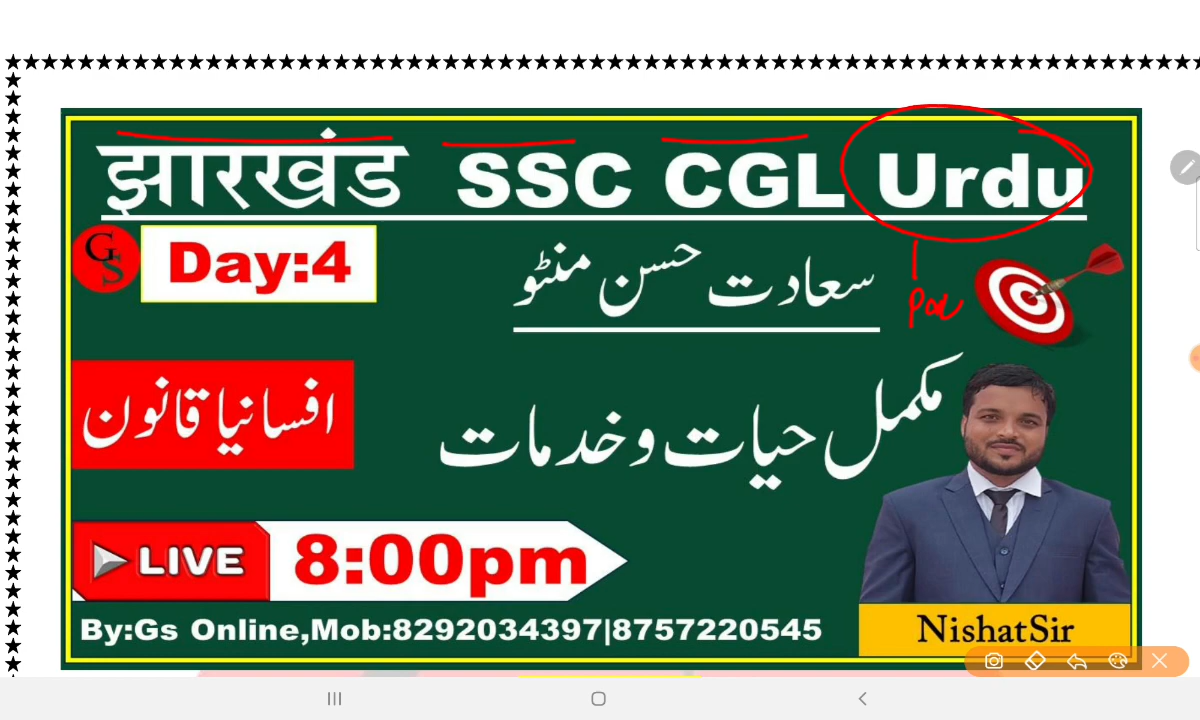 झारखंड SSC CGL Urdu
GS
Day:4
سعادت حسن منٹو
افسانیا قانون
مکمل حیات و خدمات
LIVE 8:00pm
By:Gs Online,Mob:8292034397|8757220545
NishatSir